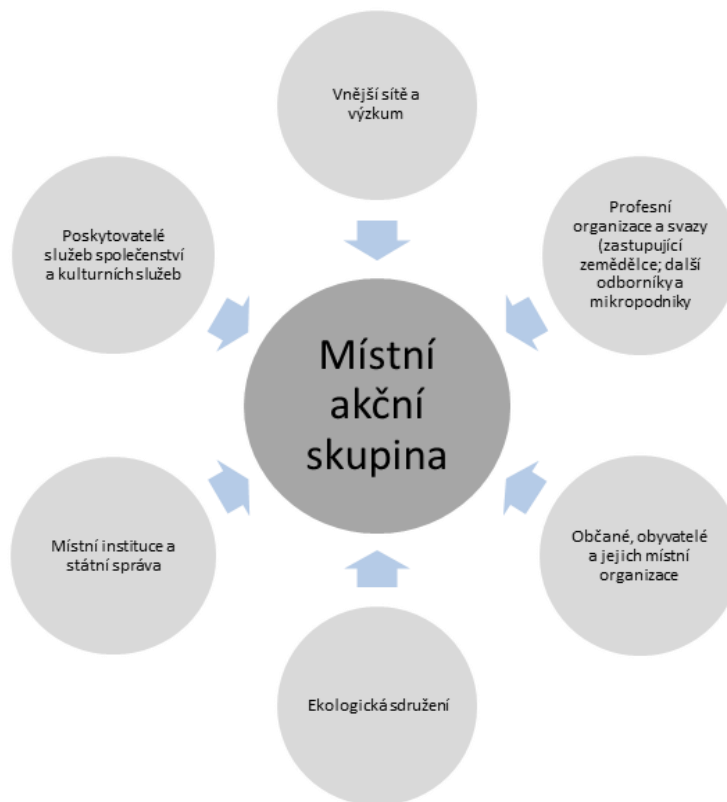 Vnější sítě a
výzkum
Poskytovatelé
služeb společenství
a kulturních služeb
Profesní
organizace a svazy
(zastupující
zemědělce; další
odborníky a
mikropodniky
Místní
akční
skupina
Místní instituce a
státní správa
Občané, obyvatelé
a jejich místní
organizace
Ekologická sdružení